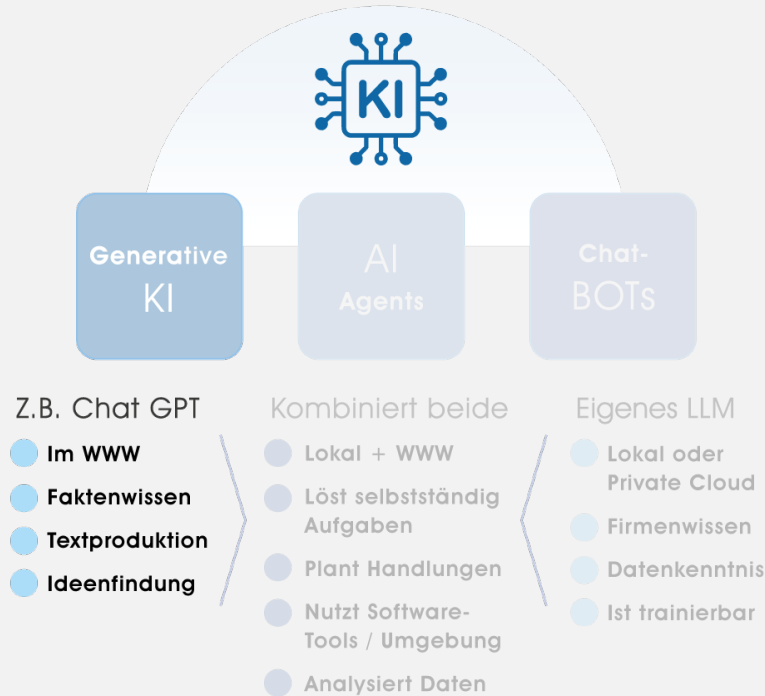 KI
Generative
KI
AI
Agents
Chat-
BOTs
Z.B. Chat GPT
Im WWW
Faktenwissen
Textproduktion
Ideenfindung
Kombiniert beide
Lokal + WWW
Löst selbstständig
Aufgaben
Plant Handlungen
Nutzt Software-
Tools / Umgebung
Analysiert Daten
Eigenes LLM
Lokal oder
Private Cloud
Firmenwissen
Datenkenntnis
Ist trainierbar